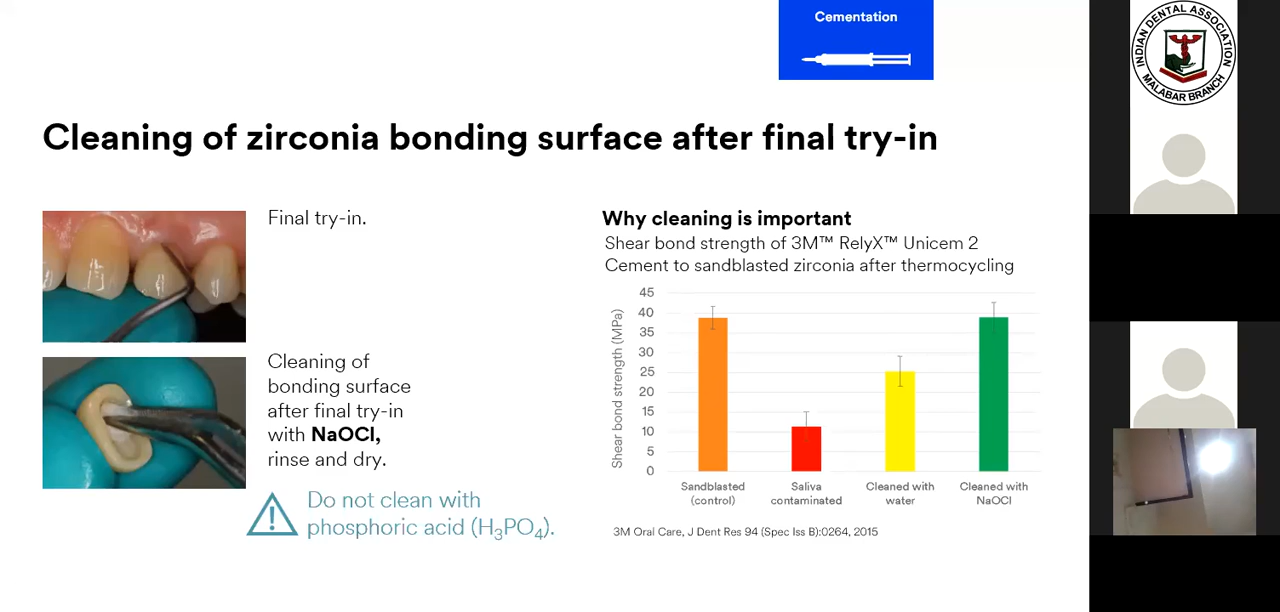 Cementation
Cleaning of zirconia bonding surface after final try-in
Final try-in.
Cleaning of
bonding surface
after final try-in
with NaOCl,
rinse and dry.
Do not clean with
phosphoric acid (H₃PO₄).
Why cleaning is important
Shear bond strength of 3M™ RelyX™ Unicem 2
Cement to sandblasted zirconia after thermocycling
Shear bond strength (MPa)
45
40
35
30
25
20
15
10
5
0
Sandblasted
(control)
Saliva
contaminated
Cleaned with
water
Cleaned with
NaOCl
3M Oral Care, J Dent Res 94 (Spec Iss B):0264, 2015
INDIAN DENTAL ASSOCIATION
MALABAR BRANCH